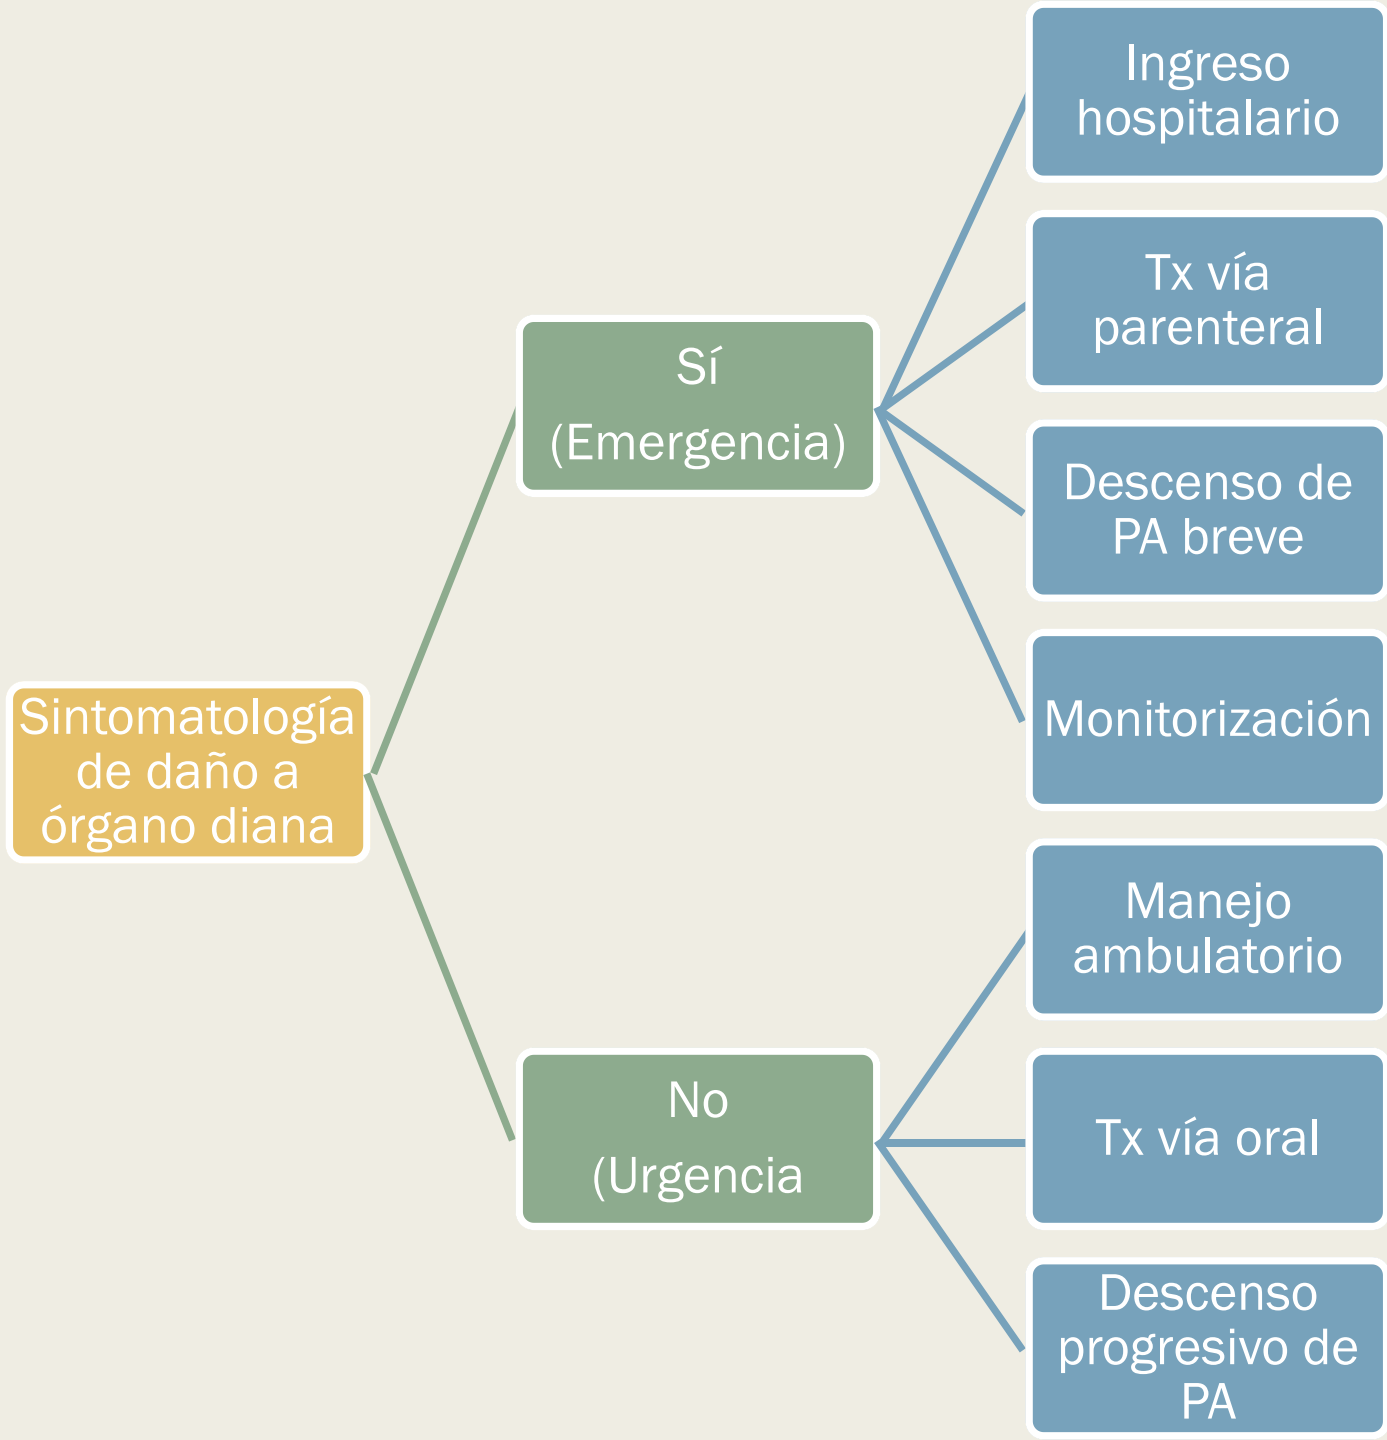 Sintomatología
de daño a
órgano diana
Sí
(Emergencia)
Ingreso
hospitalario
Tx vía
parenteral
Descenso de
PA breve
Monitorización
No
(Urgencia
Manejo
ambulatorio
Tx vía oral
Descenso
progresivo de
PA